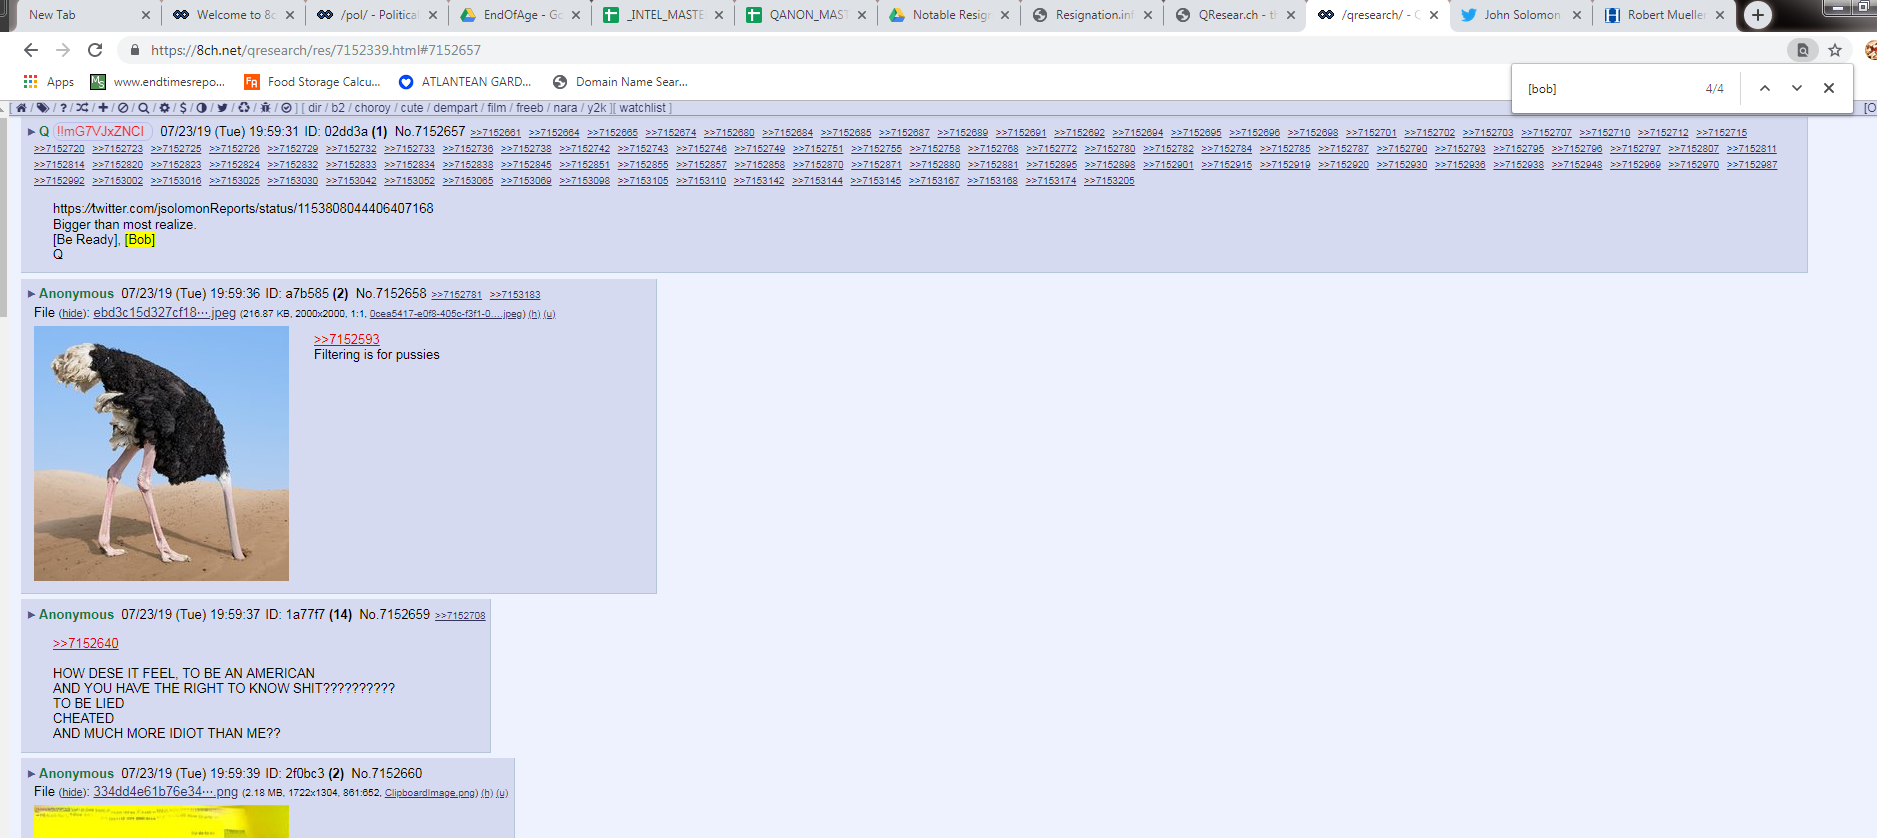 New Tab
Welcome to 8c
/pol/ - Political
EndOfAge - Go
_INTEL_MASTE
QANON_MAST
Notable Resign
Resignation.inf
QResear.ch - th
/qresearch/ - Q
John Solomon
Robert Mueller
https://8ch.net/qresearch/res/7152339.html#7152657
Apps
www.endtimesrepo...
Food Storage Calcu...
ATLANTEAN GARD...
Domain Name Sear...
[bob] 4/4
[ / / ? / / + / / / / $ / / / / / ] [ dir / b2 / choroy / cute / dempart / film / freeb / nara / y2k ][ watchlist ] [O
Q !!mG7VJxZNCI 07/23/19 (Tue) 19:59:31 ID: 02dd3a (1) No.7152657 >>7152661 >>7152664 >>7152665 >>7152674 >>7152680 >>7152684 >>7152685 >>7152687 >>7152689 >>7152691 >>7152692 >>7152694 >>7152695 >>7152696 >>7152698 >>7152701 >>7152702 >>7152703 >>7152707 >>7152710 >>7152712 >>7152715
>>7152720 >>7152723 >>7152725 >>7152726 >>7152729 >>7152732 >>7152733 >>7152736 >>7152738 >>7152742 >>7152743 >>7152746 >>7152749 >>7152751 >>7152755 >>7152758 >>7152768 >>7152772 >>7152780 >>7152782 >>7152784 >>7152785 >>7152787 >>7152790 >>7152793 >>7152795 >>7152796 >>7152797 >>7152807 >>7152811
>>7152814 >>7152820 >>7152823 >>7152824 >>7152832 >>7152833 >>7152834 >>7152838 >>7152845 >>7152851 >>7152855 >>7152857 >>7152858 >>7152870 >>7152871 >>7152880 >>7152881 >>7152895 >>7152898 >>7152901 >>7152915 >>7152919 >>7152920 >>7152930 >>7152936 >>7152938 >>7152948 >>7152969 >>7152970 >>7152987
>>7152992 >>7153002 >>7153016 >>7153025 >>7153030 >>7153042 >>7153052 >>7153065 >>7153069 >>7153098 >>7153105 >>7153110 >>7153142 >>7153144 >>7153145 >>7153167 >>7153168 >>7153174 >>7153205
https://twitter.com/jsolomonReports/status/1153808044406407168
Bigger than most realize.
[Be Ready], [Bob]
Q
Anonymous 07/23/19 (Tue) 19:59:36 ID: a7b585 (2) No.7152658 >>7152781 >>7153183
File (hide): ebd3c15d327cf18⋯.jpeg (216.87 KB, 2000x2000, 1:1, 0cea5417-e0f8-405c-f3f1-0....jpeg) (h) (u)
>>7152593
Filtering is for pussies
Anonymous 07/23/19 (Tue) 19:59:37 ID: 1a77f7 (14) No.7152659 >>7152708
>>7152640
HOW DESE IT FEEL, TO BE AN AMERICAN
AND YOU HAVE THE RIGHT TO KNOW SHIT??????????
TO BE LIED
CHEATED
AND MUCH MORE IDIOT THAN ME??
Anonymous 07/23/19 (Tue) 19:59:39 ID: 2f0bc3 (2) No.7152660
File (hide): 334dd4e61b76e34⋯.png (2.18 MB, 1722x1304, 861:652, ClipboardImage.png) (h) (u)